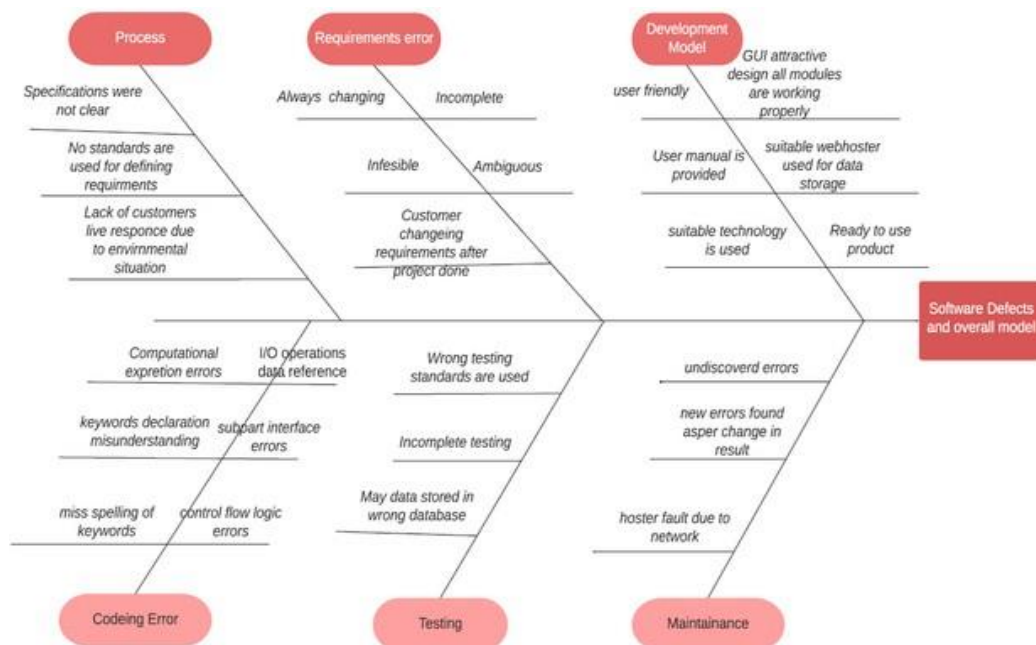 Process
Requirements error
Development
Model
Specifications were
not clear
No standards are
used for defining
requirments
Lack of customers
live responce due
to envirnmental
situation
Always changing
Incomplete
Infesible
Ambiguous
Customer
changeing
requirements after
project done
user friendly
GUI attractive
design all modules
are working
properly
User manual is
provided
suitable webhoster
used for data
storage
suitable technology
is used
Ready to use
product
Software Defects
and overall model
Computational
expretion errors
I/O operations
data reference
keywords declaration
misunderstanding
subpart interface
errors
miss spelling of
keywords
control flow logic
errors
Wrong testing
standards are used
Incomplete testing
May data stored in
wrong database
undiscoverd errors
new errors found
asper change in
result
hoster fault due to
network
Codeing Error
Testing
Maintainance